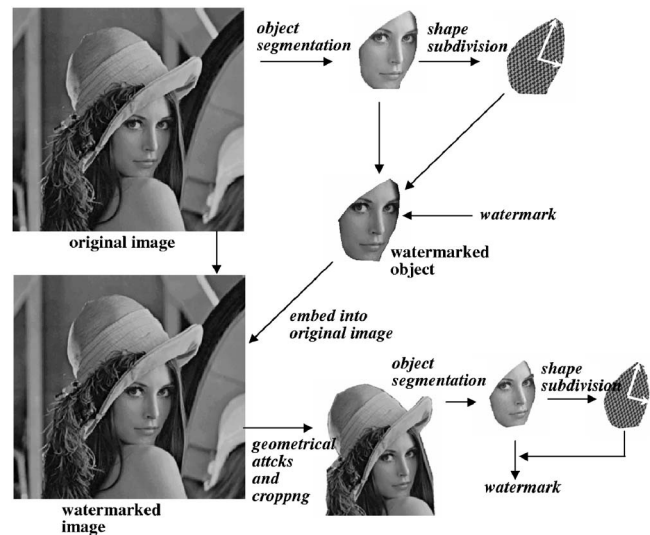 object
segmentation
shape
subdivision
original image
watermark
watermarked
object
embed into
original image
object
segmentation
shape
subdivision
geometrical
attcks
and
croppng
watermark
watermarked
image